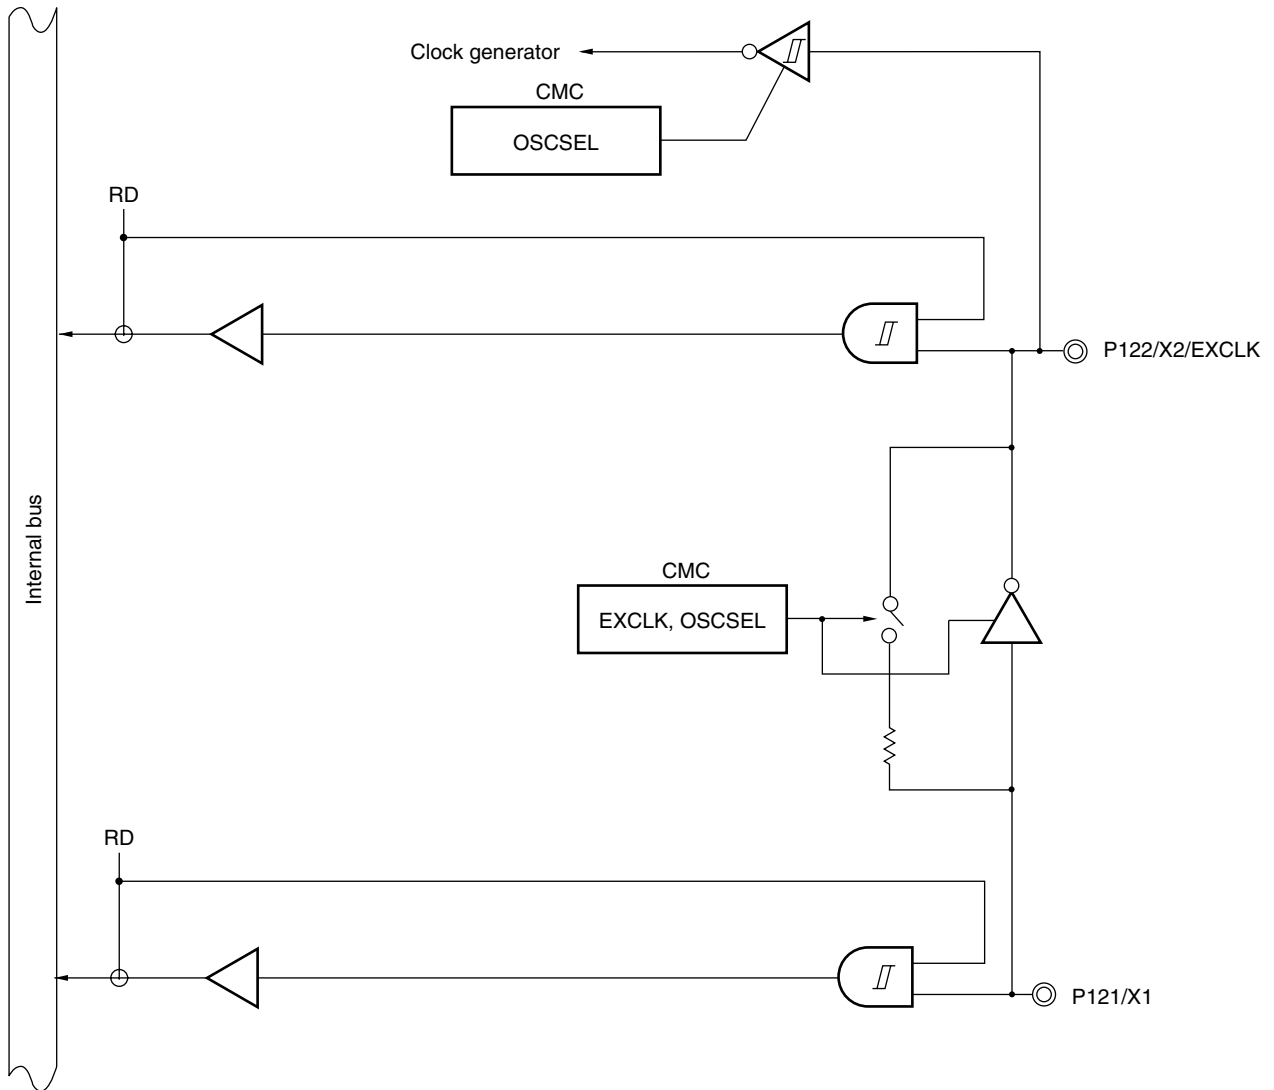 Clock generator
CMC
OSCSEL
RD
P122/X2/EXCLK
Internal bus
CMC
EXCLK, OSCSEL
RD
P121/X1